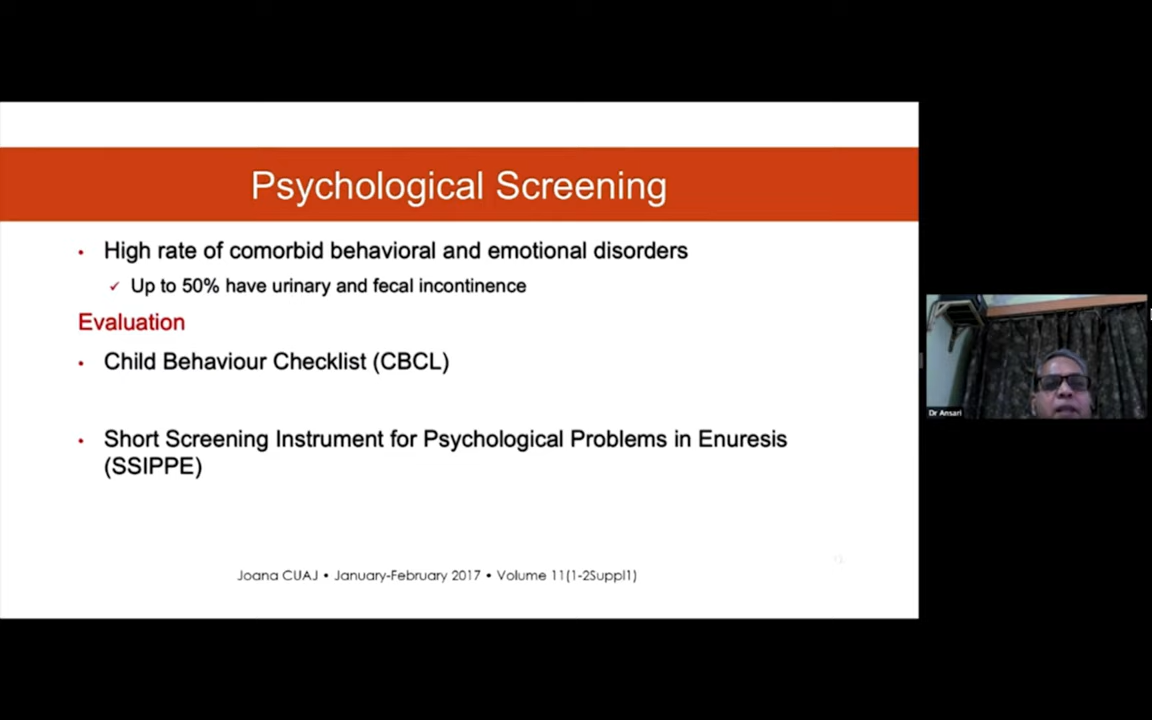 Psychological Screening
• High rate of comorbid behavioral and emotional disorders
✓ Up to 50% have urinary and fecal incontinence
Evaluation
• Child Behaviour Checklist (CBCL)
• Short Screening Instrument for Psychological Problems in Enuresis
(SSIPPE)
Joana CUAJ • January-February 2017 • Volume 11(1-2Suppl1)
Dr Ansari